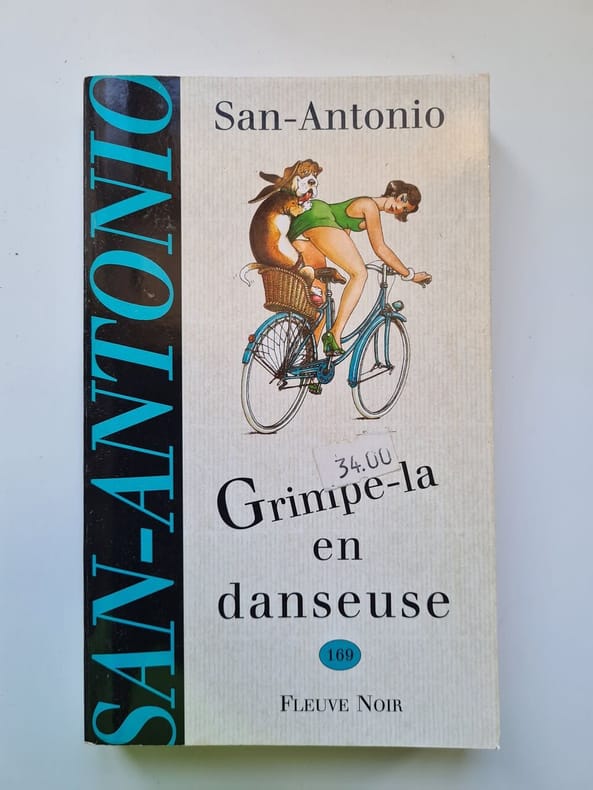 SAN-ANTONIO
San-Antonio
34.00
Grimpe-la
en
danseuse
169
FLEUVE NOIR